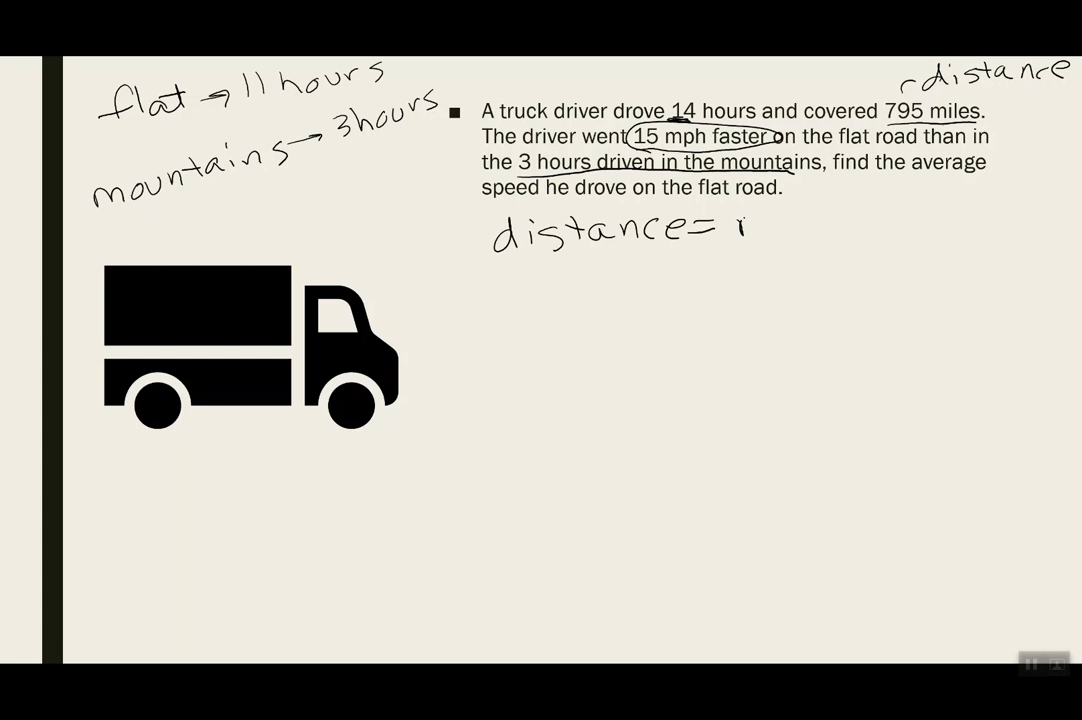 flat → 11 hours
mountains → 3 hours
distance
■ A truck driver drove 14 hours and covered 795 miles.
The driver went 15 mph faster on the flat road than in
the 3 hours driven in the mountains, find the average
speed he drove on the flat road.
distance =